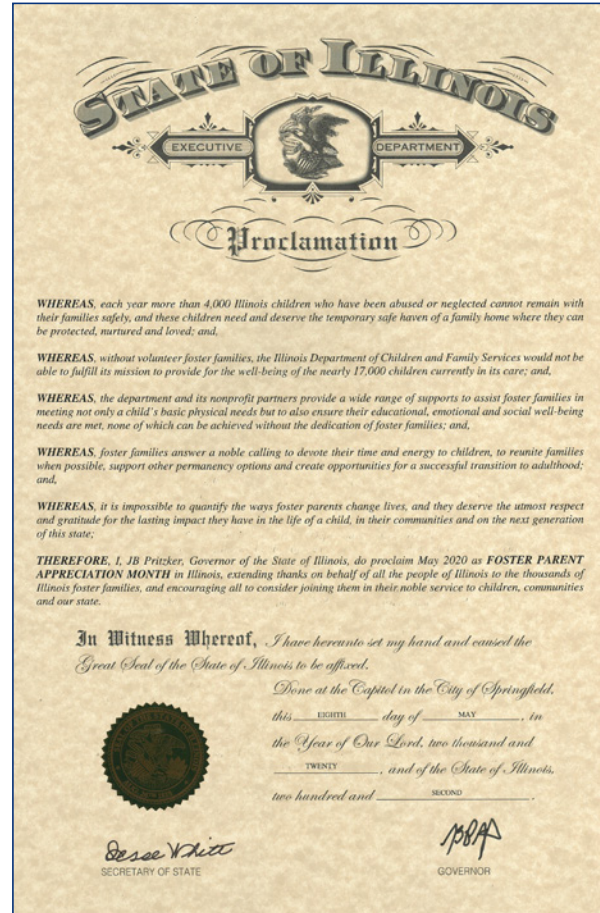 STATE OF ILLINOIS
EXECUTIVE DEPARTMENT
Proclamation
WHEREAS, each year more than 4,000 Illinois children who have been abused or neglected cannot remain with
their families safely, and these children need and deserve the temporary safe haven of a family home where they can
be protected, nurtured and loved; and,
WHEREAS, without volunteer foster families, the Illinois Department of Children and Family Services would not be
able to fulfill its mission to provide for the well-being of the nearly 17,000 children currently in its care; and,
WHEREAS, the department and its nonprofit partners provide a wide range of supports to assist foster families in
meeting not only a child's basic physical needs but to also ensure their educational, emotional and social well-being
needs are met, none of which can be achieved without the dedication of foster families; and,
WHEREAS, foster families answer a noble calling to devote their time and energy to children, to reunite families
when possible, support other permanency options and create opportunities for a successful transition to adulthood;
and,
WHEREAS, it is impossible to quantify the ways foster parents change lives, and they deserve the utmost respect
and gratitude for the lasting impact they have in the life of a child, in their communities and on the next generation
of this state;
THEREFORE, I, JB Pritzker, Governor of the State of Illinois, do proclaim May 2020 as FOSTER PARENT
APPRECIATION MONTH in Illinois, extending thanks on behalf of all the people of Illinois to the thousands of
Illinois foster families, and encouraging all to consider joining them in their noble service to children, communities
and our state.
In Witness Whereof, I have hereunto set my hand and caused the
Great Seal of the State of Illinois to be affixed.
Done at the Capitol in the City of Springfield,
this EIGHTH day of MAY, in
the Year of Our Lord, two thousand and
TWENTY, and of the State of Illinois,
two hundred and SECOND.
Jesse White
SECRETARY OF STATE
GOVERNOR